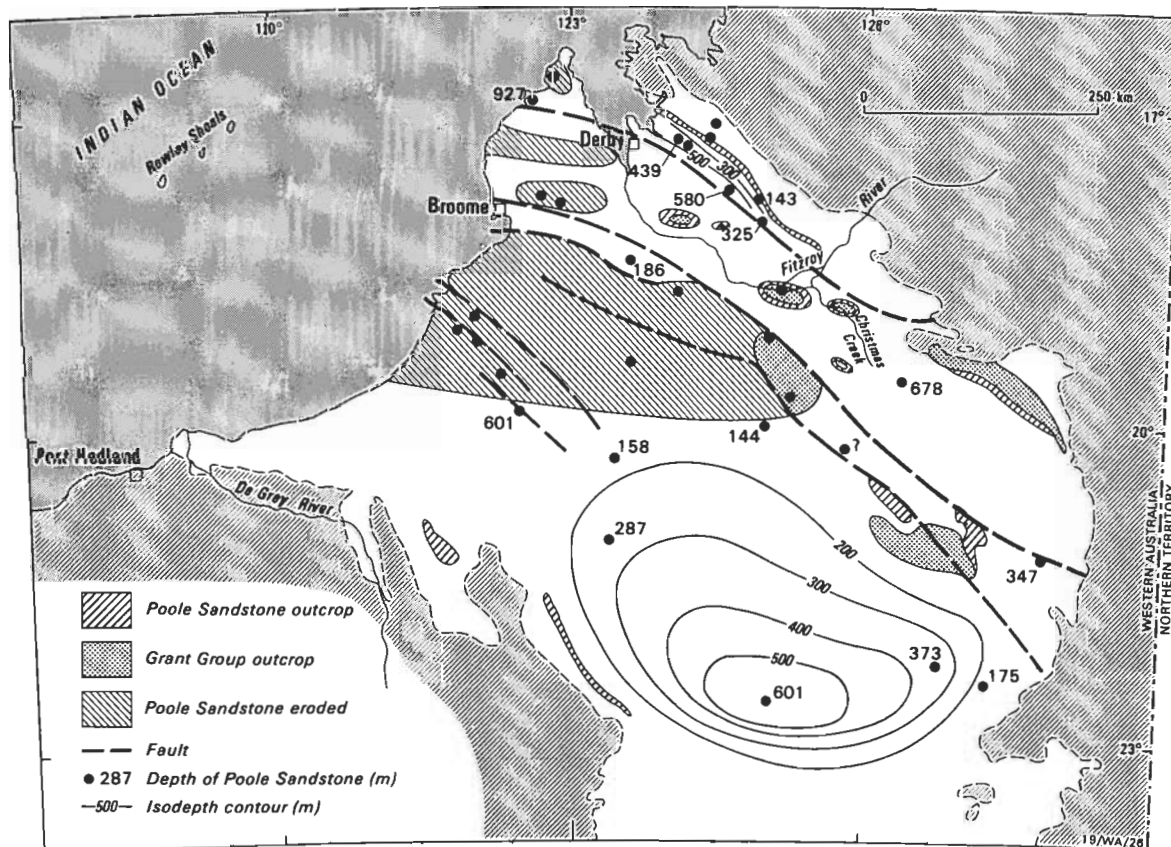 110°
123°
126°
INDIAN OCEAN
Rowley Shoals
927
0
250 km
17°
Derby
439
500
300
580
143
River
Broome
325
Fitzroy
186
Christmas
Creek
678
601
144
?
20°
158
Port Hedland
De Grey River
287
200
347
WESTERN AUSTRALIA
NORTHERN TERRITORY
300
400
373
500
175
601
Poole Sandstone outcrop
Grant Group outcrop
Poole Sandstone eroded
Fault
287 Depth of Poole Sandstone (m)
500 Isodepth contour (m)
23°
19/WA/26